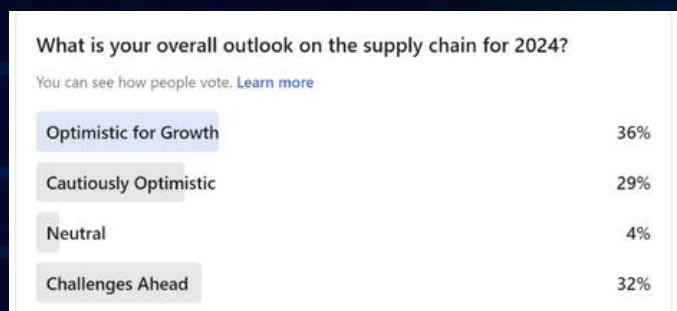 What is your overall outlook on the supply chain for 2024?
You can see how people vote. Learn more
Optimistic for Growth 36%
Cautiously Optimistic 29%
Neutral 4%
Challenges Ahead 32%